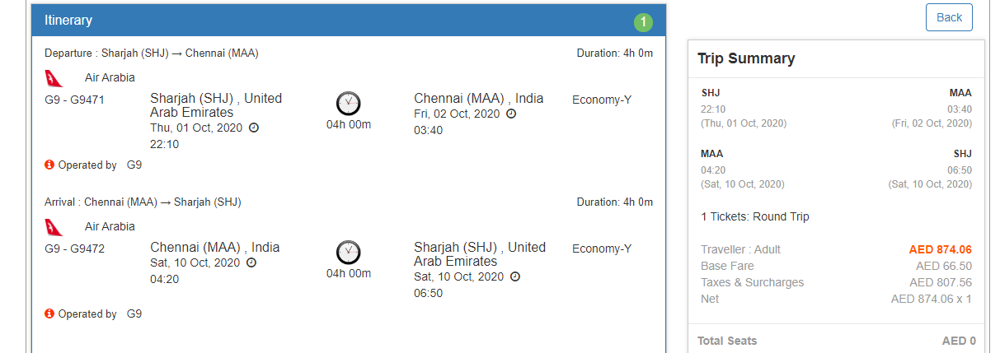 Itinerary 1
Departure : Sharjah (SHJ) → Chennai (MAA) Duration: 4h 0m
Air Arabia
G9 - G9471
Sharjah (SHJ) , United
Arab Emirates
Thu, 01 Oct, 2020
22:10
04h 00m
Chennai (MAA) , India
Fri, 02 Oct, 2020
03:40
Economy-Y
Operated by G9
Arrival : Chennai (MAA) → Sharjah (SHJ) Duration: 4h 0m
Air Arabia
G9 - G9472
Chennai (MAA) , India
Sat, 10 Oct, 2020
04:20
04h 00m
Sharjah (SHJ) , United
Arab Emirates
Sat, 10 Oct, 2020
06:50
Economy-Y
Operated by G9
Back
Trip Summary
SHJ MAA
22:10 03:40
(Thu, 01 Oct, 2020) (Fri, 02 Oct, 2020)
MAA SHJ
04:20 06:50
(Sat, 10 Oct, 2020) (Sat, 10 Oct, 2020)
1 Tickets: Round Trip
Traveller : Adult AED 874.06
Base Fare AED 66.50
Taxes & Surcharges AED 807.56
Net AED 874.06 x 1
Total Seats AED 0